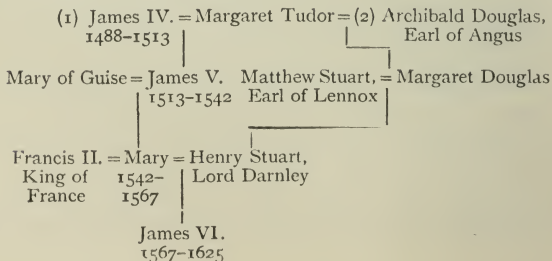 (1) James IV. = Margaret Tudor = (2) Archibald Douglas,
1488–1513 Earl of Angus
Mary of Guise = James V. Matthew Stuart, = Margaret Douglas
1513–1542 Earl of Lennox
Francis II. = Mary = Henry Stuart,
King of 1542– Lord Darnley
France 1567
James VI.
1567–1625